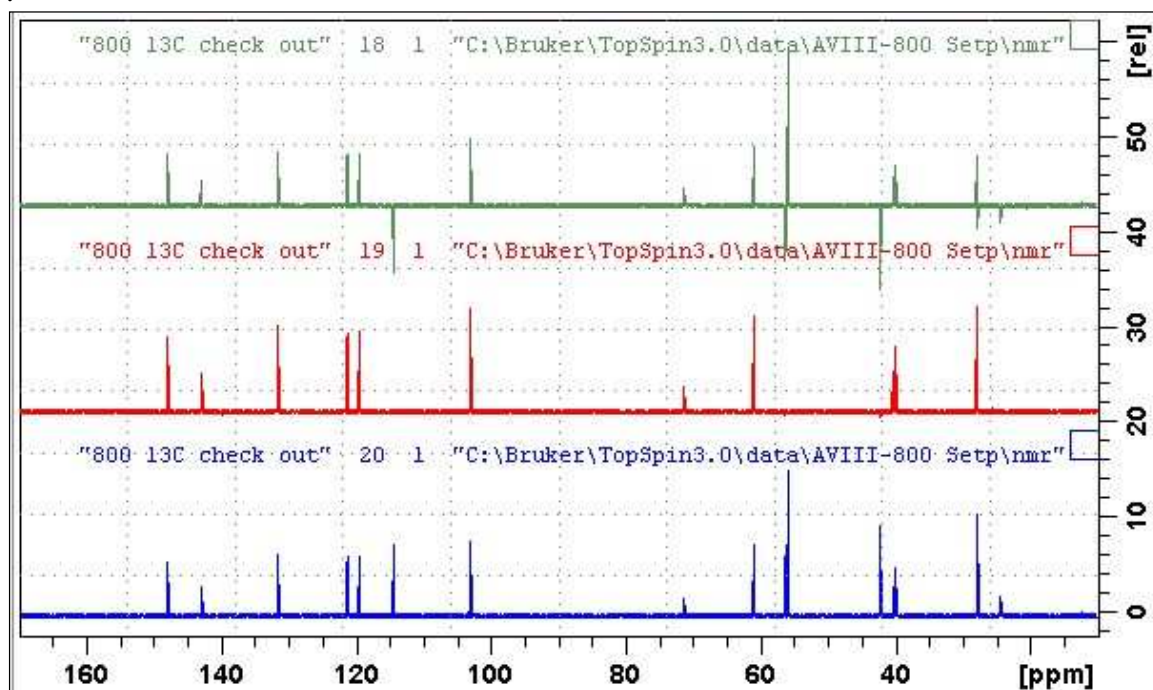 "800 13C check out" 18 1 "C:\Bruker\TopSpin3.0\data\AVIII-800 Setp\nmr"
[rel]
50
40
"800 13C check out" 19 1 "C:\Bruker\TopSpin3.0\data\AVIII-800 Setp\nmr"
30
20
"800 13C check out" 20 1 "C:\Bruker\TopSpin3.0\data\AVIII-800 Setp\nmr"
10
0
160 140 120 100 80 60 40 [ppm]